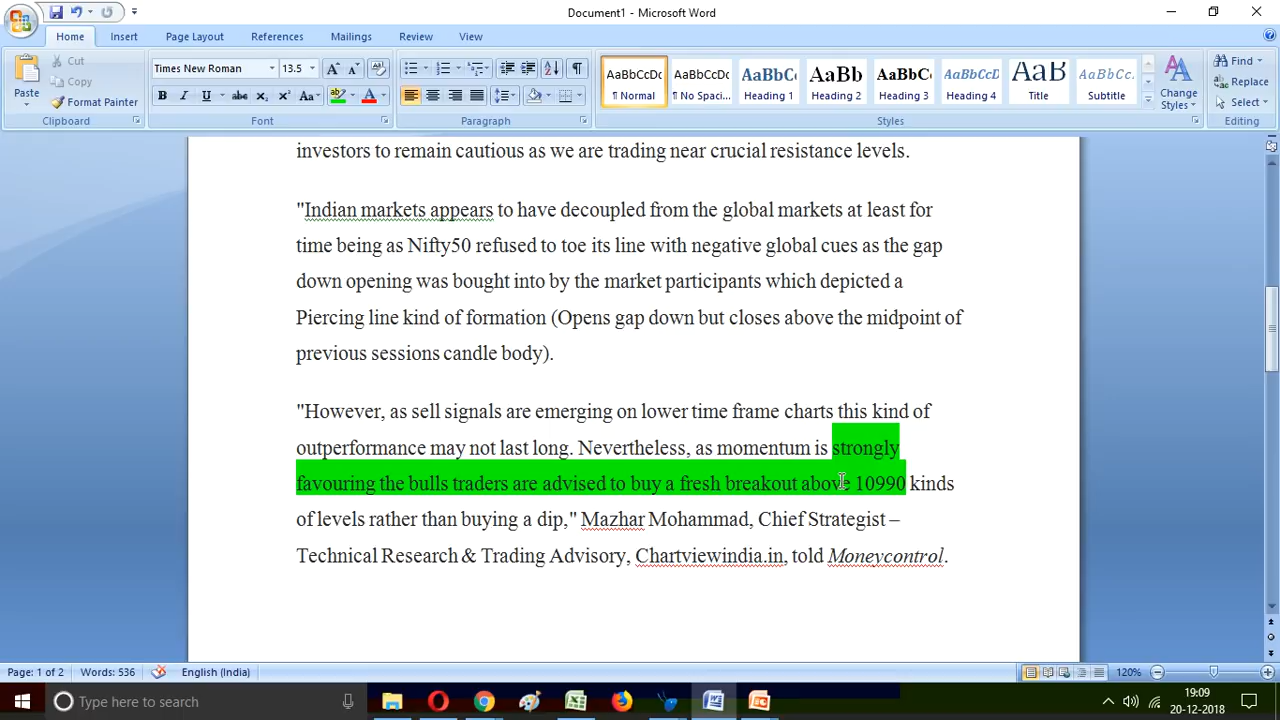 Document1 - Microsoft Word
Home Insert Page Layout References Mailings Review View
Paste
Cut
Copy
Format Painter
Clipboard
Times New Roman 13.5
Font
Paragraph
AaBbCcDc AaBbCcDc AaBbC AaBb AaBbC AaBbCcD AaBb AaBbCcD
¶ Normal ¶ No Spaci... Heading 1 Heading 2 Heading 3 Heading 4 Title Subtitle
Change Styles
Styles
Find
Replace
Select
Editing
investors to remain cautious as we are trading near crucial resistance levels.
"Indian markets appears to have decoupled from the global markets at least for
time being as Nifty50 refused to toe its line with negative global cues as the gap
down opening was bought into by the market participants which depicted a
Piercing line kind of formation (Opens gap down but closes above the midpoint of
previous sessions candle body).
"However, as sell signals are emerging on lower time frame charts this kind of
outperformance may not last long. Nevertheless, as momentum is strongly
favouring the bulls traders are advised to buy a fresh breakout above 10990 kinds
of levels rather than buying a dip," Mazhar Mohammad, Chief Strategist –
Technical Research & Trading Advisory, Chartviewindia.in, told Moneycontrol.
Page: 1 of 2 Words: 536 English (India) 120%
Type here to search
19:09
20-12-2018